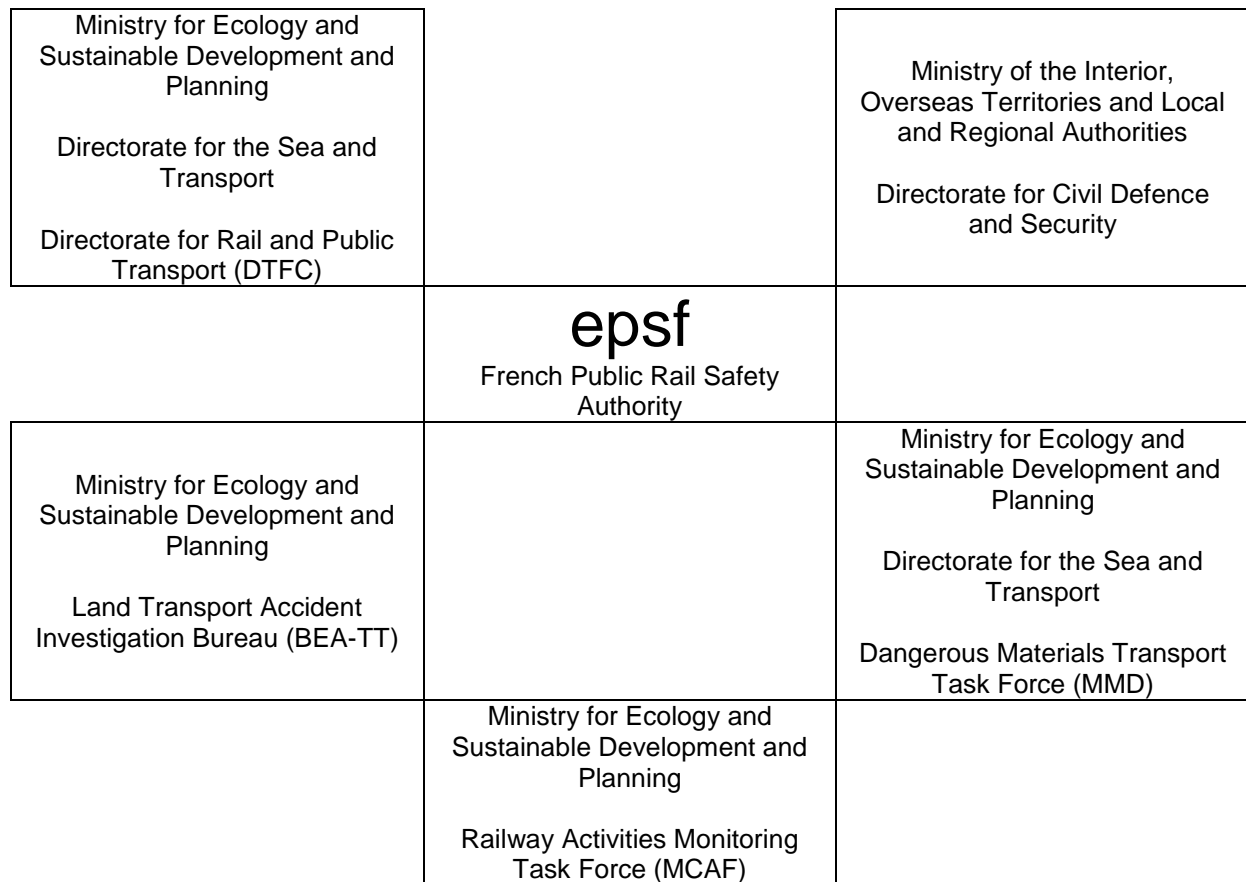 Ministry for Ecology and
Sustainable Development and
Planning
Directorate for the Sea and
Transport
Directorate for Rail and Public
Transport (DTFC)
Ministry of the Interior,
Overseas Territories and Local
and Regional Authorities
Directorate for Civil Defence
and Security
epsf
French Public Rail Safety
Authority
Ministry for Ecology and
Sustainable Development and
Planning
Land Transport Accident
Investigation Bureau (BEA-TT)
Ministry for Ecology and
Sustainable Development and
Planning
Directorate for the Sea and
Transport
Dangerous Materials Transport
Task Force (MMD)
Ministry for Ecology and
Sustainable Development and
Planning
Railway Activities Monitoring
Task Force (MCAF)